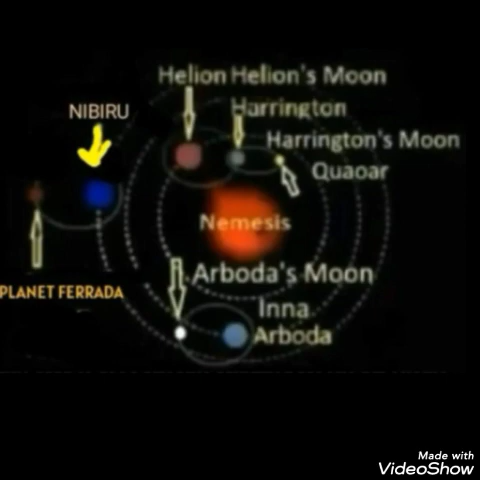 Helion Helion's Moon
NIBIRU
Harrington
Harrington's Moon
Quaoar
Nemesis
Arboda's Moon
PLANET FERRADA
Inna
Arboda
Made with
VideoShow